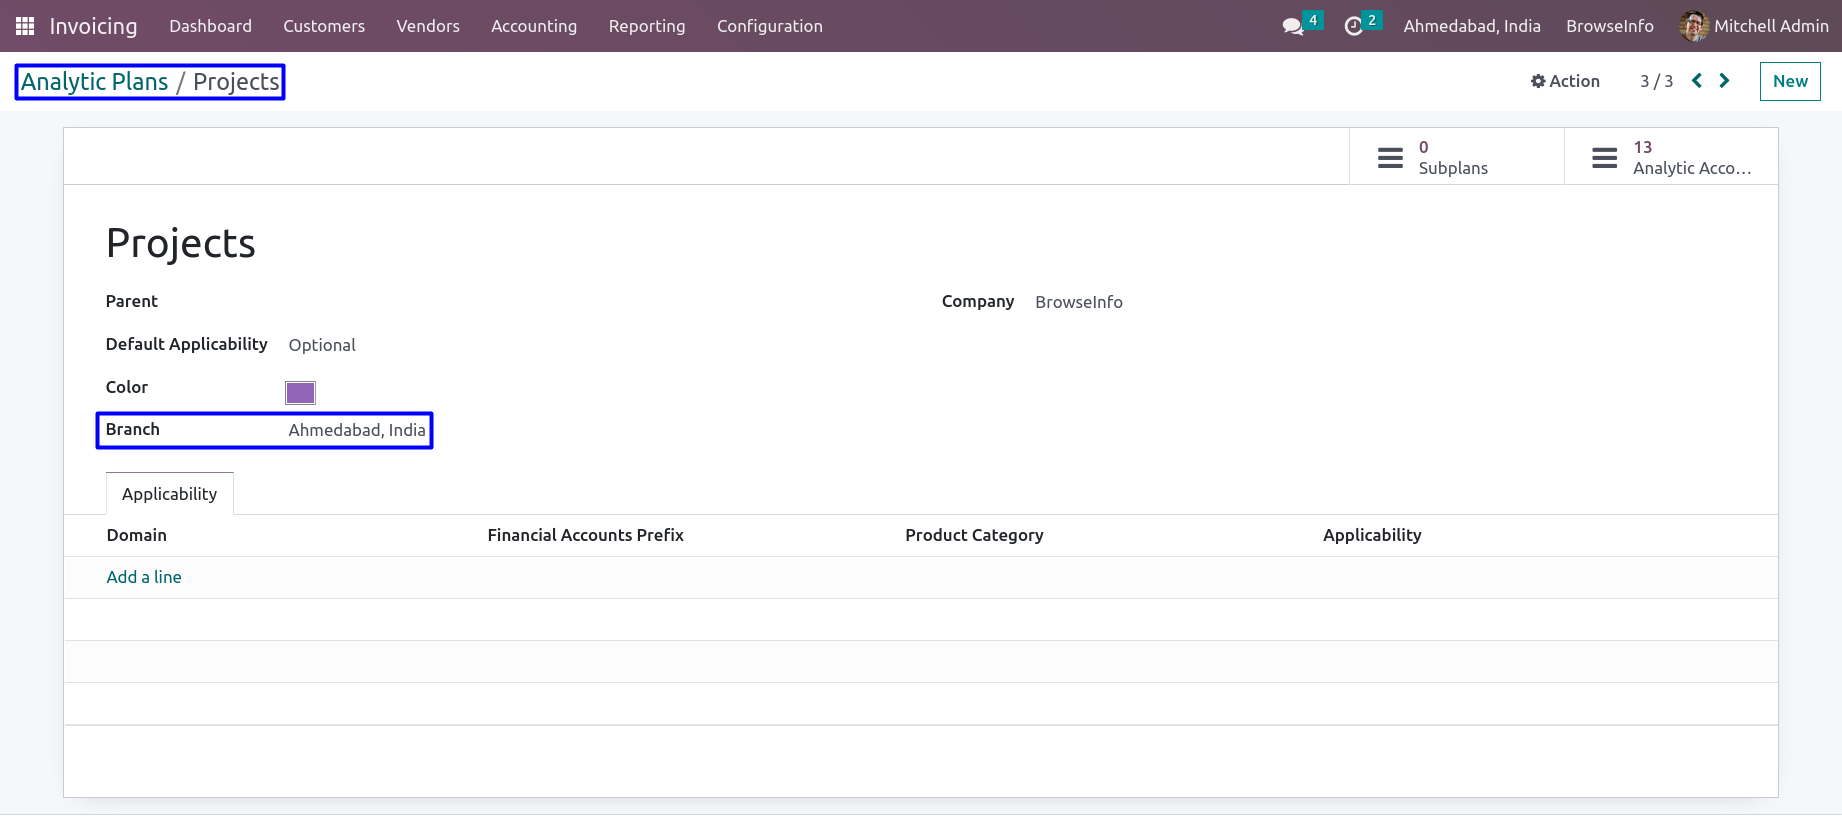 Invoicing Dashboard Customers Vendors Accounting Reporting Configuration 4 2 Ahmedabad, India BrowseInfo Mitchell Admin
Analytic Plans / Projects Action 3 / 3 New
0 Subplans
13 Analytic Acco...
Projects
Parent
Company BrowseInfo
Default Applicability Optional
Color
Branch Ahmedabad, India
Applicability
Domain Financial Accounts Prefix Product Category Applicability
Add a line